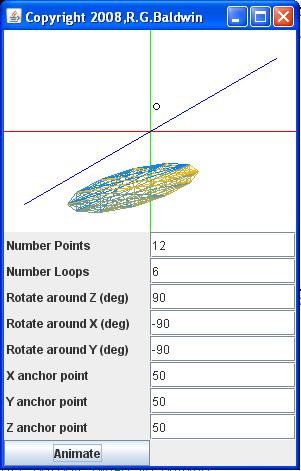 Copyright 2008,R.G.Baldwin
Number Points 12
Number Loops 6
Rotate around Z (deg) 90
Rotate around X (deg) -90
Rotate around Y (deg) -90
X anchor point 50
Y anchor point 50
Z anchor point 50
Animate